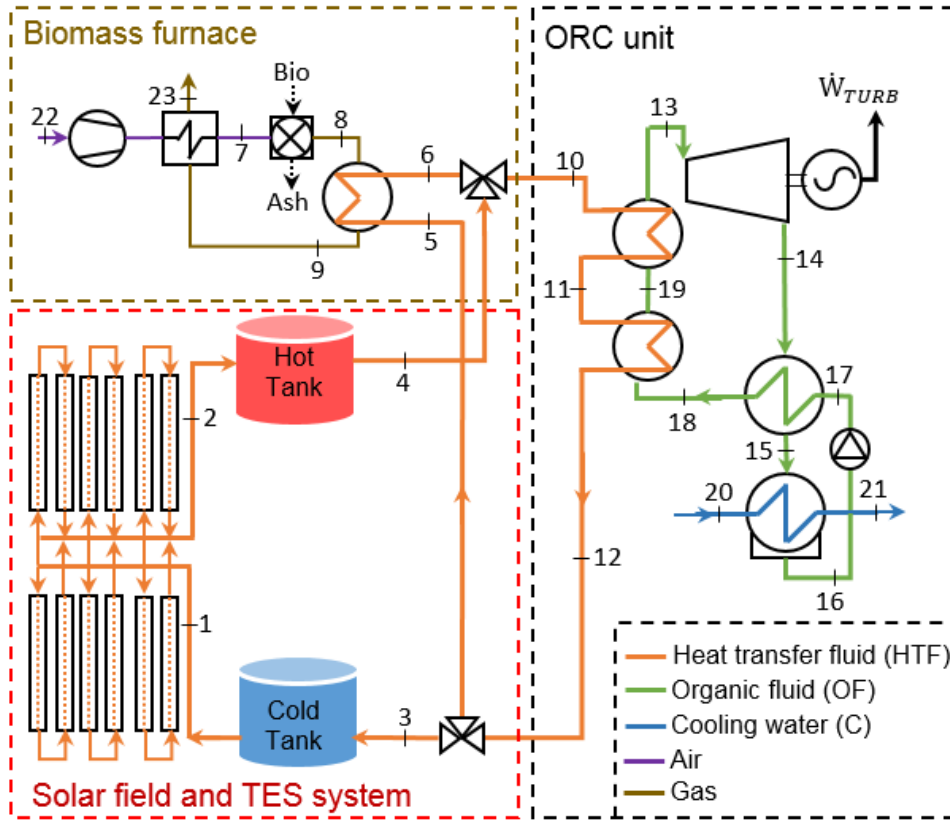 Biomass furnace
ORC unit
Bio
22
23
7
8
Ash
9
6
5
10
13
Ẇ_TURB
11
19
14
Hot
Tank
4
2
18
17
15
20
21
12
16
1
Cold
Tank
3
Solar field and TES system
Heat transfer fluid (HTF)
Organic fluid (OF)
Cooling water (C)
Air
Gas